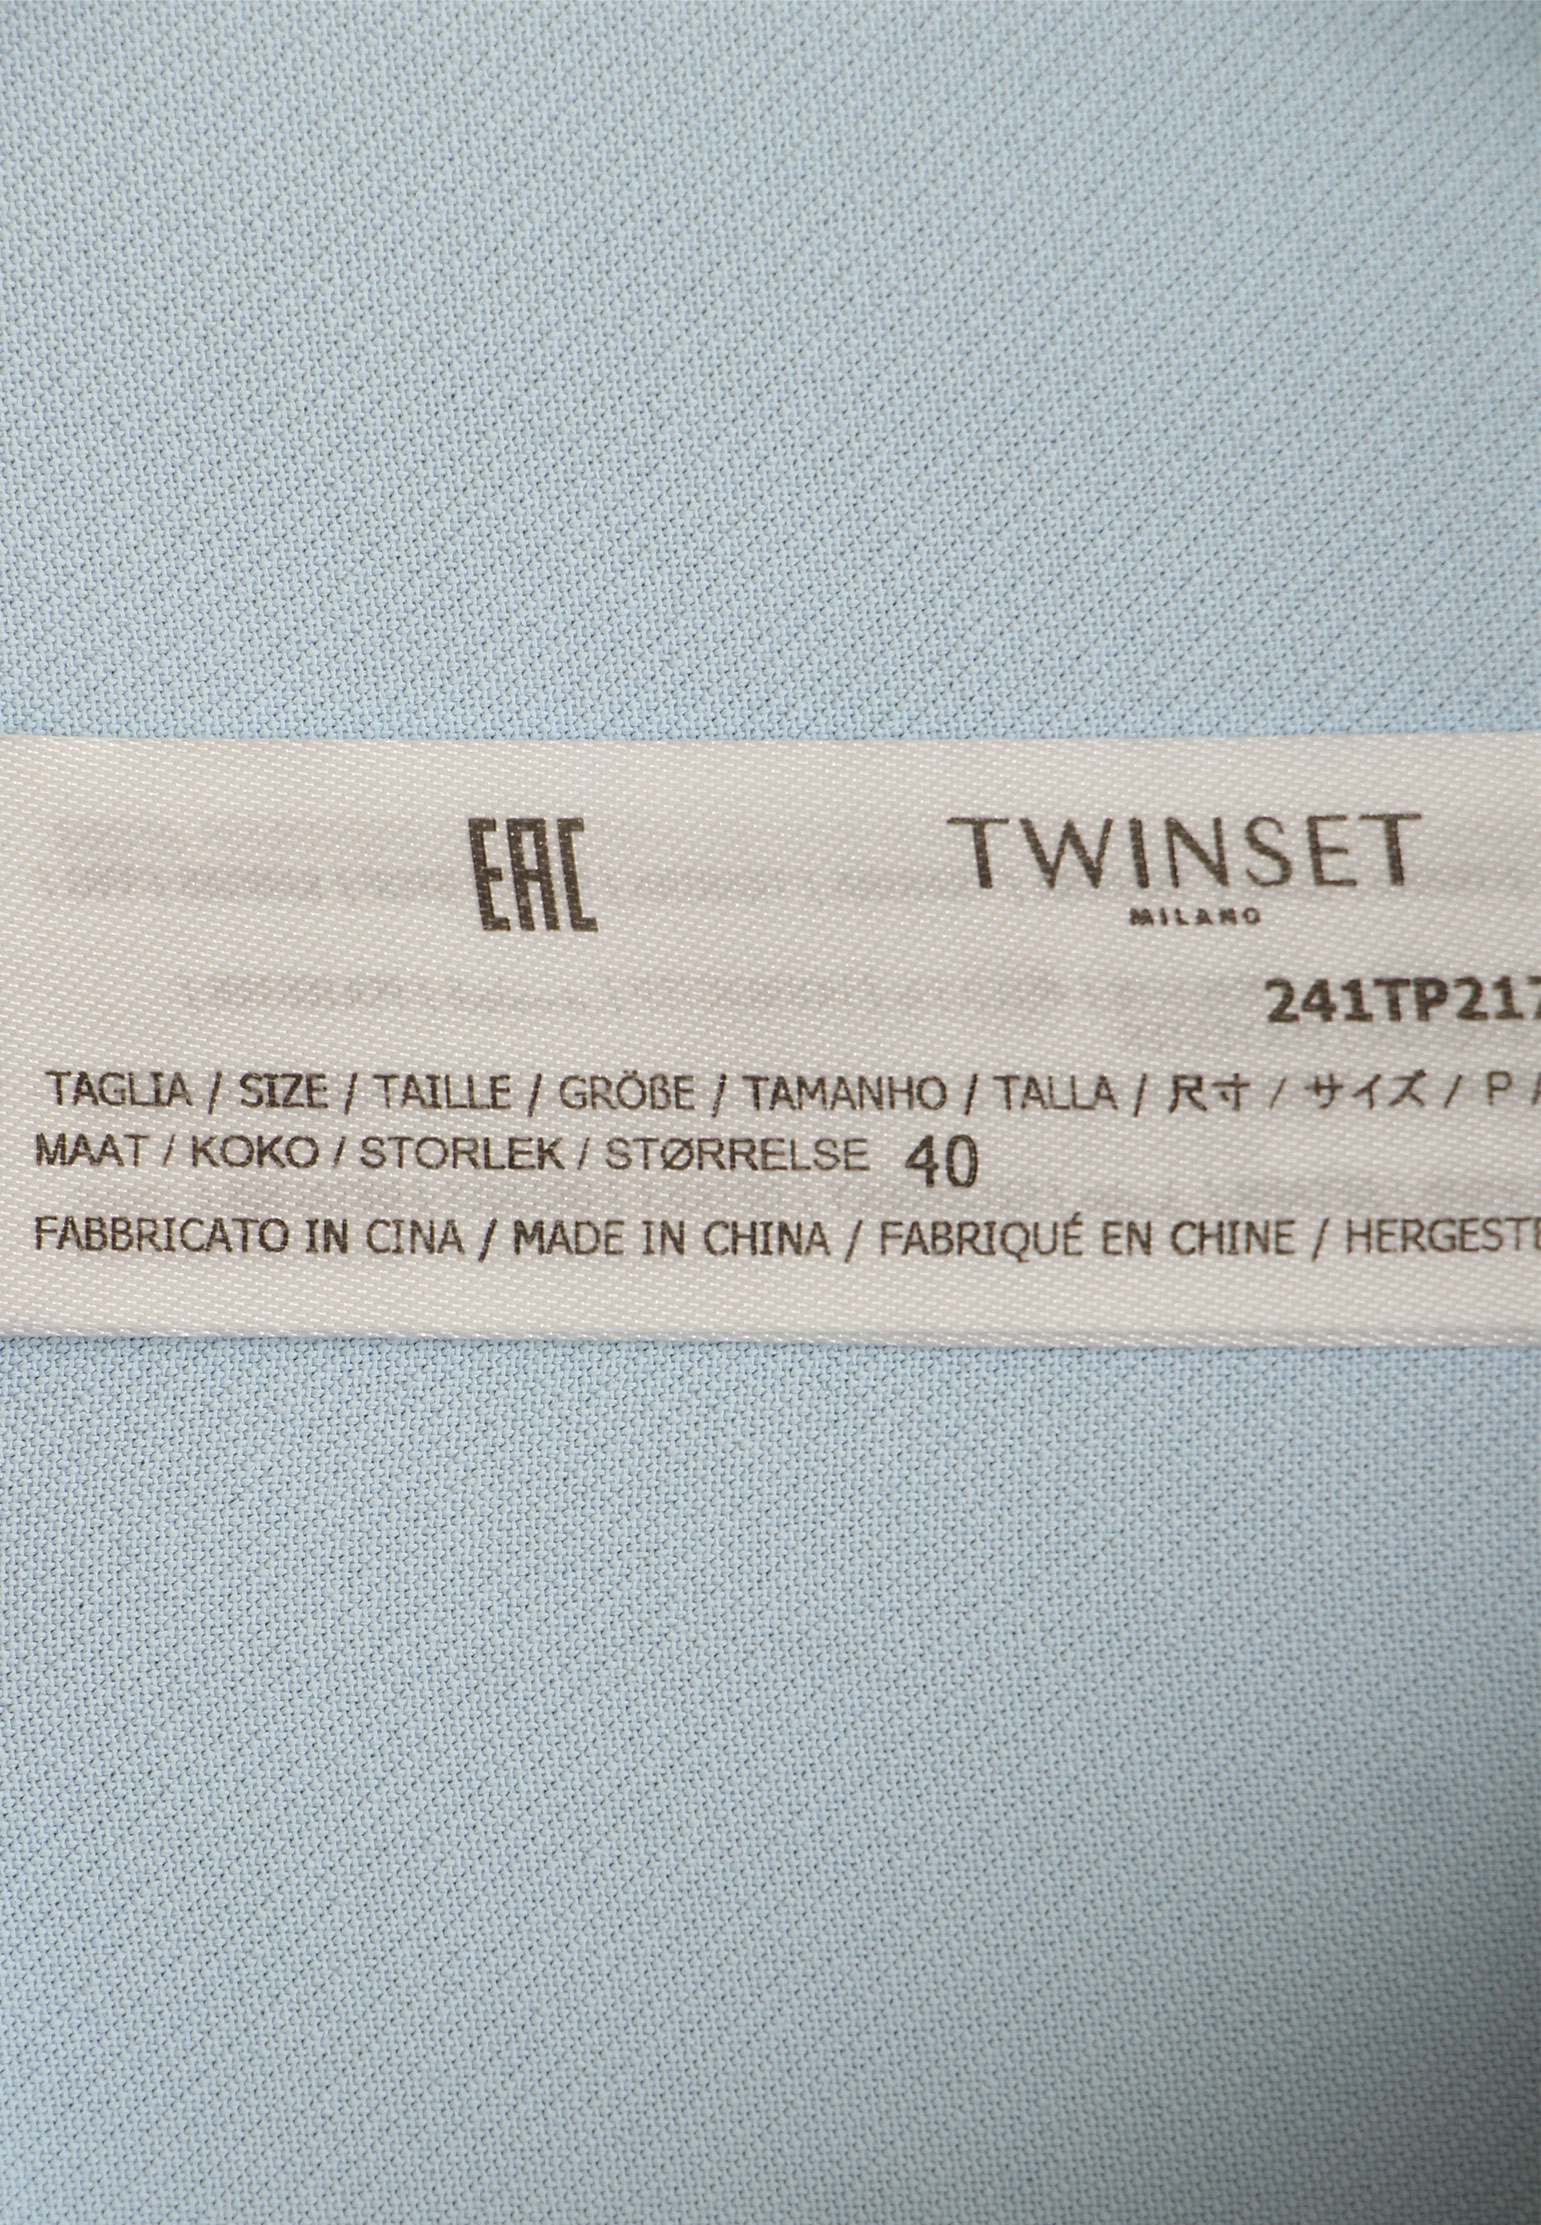 EAC TWINSET
MILANO
241TP217
TAGLIA / SIZE / TAILLE / GRÖßE / TAMANHO / TALLA / 尺寸 / サイズ / P
MAAT / KOKO / STORLEK / STØRRELSE 40
FABBRICATO IN CINA / MADE IN CHINA / FABRIQUÉ EN CHINE / HERGESTE